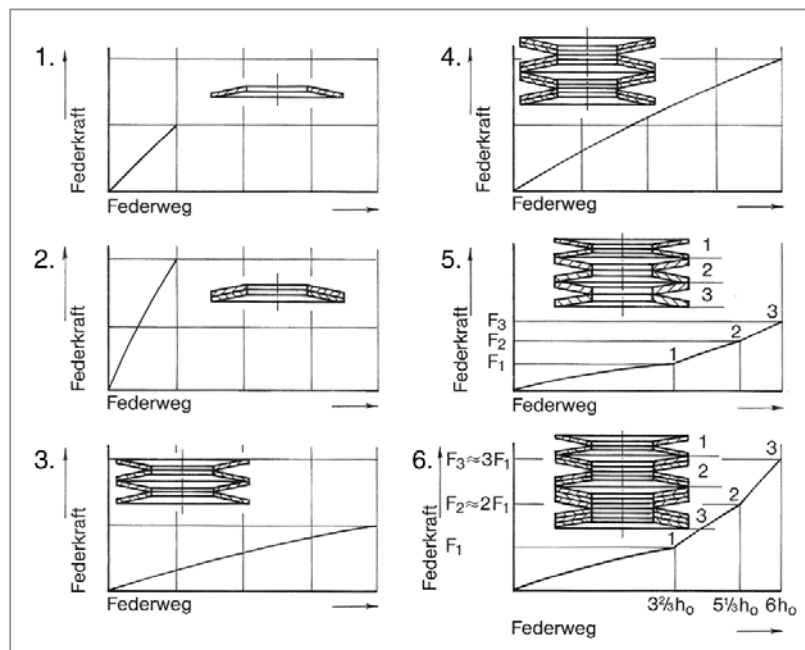 1.
Federkraft
Federweg
2.
Federkraft
Federweg
3.
Federkraft
Federweg
4.
Federkraft
Federweg
5.
1
2
3
F₃
F₂
F₁
3
2
1
Federkraft
Federweg
6.
1
2
3
F₃≈3F₁
F₂≈2F₁
F₁
3
2
1
Federkraft
3⅔h₀ 5⅓h₀ 6h₀
Federweg